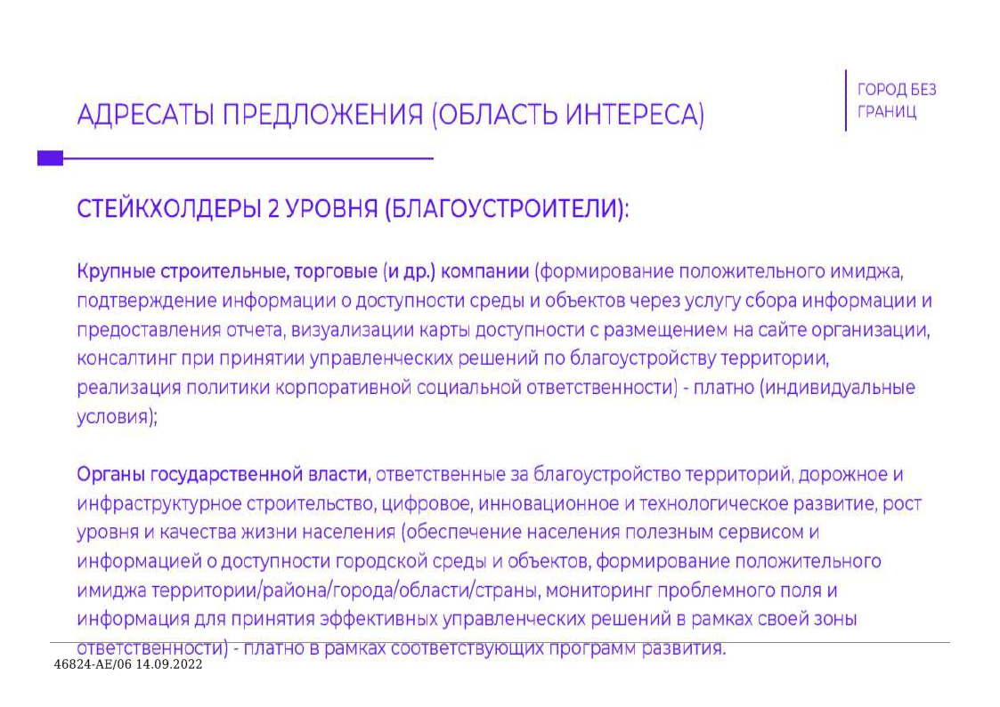 ГОРОД БЕЗ
ГРАНИЦ
АДРЕСАТЫ ПРЕДЛОЖЕНИЯ (ОБЛАСТЬ ИНТЕРЕСА)
СТЕЙКХОЛДЕРЫ 2 УРОВНЯ (БЛАГОУСТРОИТЕЛИ):
Крупные строительные, торговые (и др.) компании (формирование положительного имиджа,
подтверждение информации о доступности среды и объектов через услугу сбора информации и
предоставления отчета, визуализации карты доступности с размещением на сайте организации,
консалтинг при принятии управленческих решений по благоустройству территории,
реализация политики корпоративной социальной ответственности) - платно (индивидуальные
условия);
Органы государственной власти, ответственные за благоустройство территорий, дорожное и
инфраструктурное строительство, цифровое, инновационное и технологическое развитие, рост
уровня и качества жизни населения (обеспечение населения полезным сервисом и
информацией о доступности городской среды и объектов, формирование положительного
имиджа территории/района/города/области/страны, мониторинг проблемного поля и
информация для принятия эффективных управленческих решений в рамках своей зоны
ответственности) - платно в рамках соответствующих программ развития.
46824-АЕ/06 14.09.2022